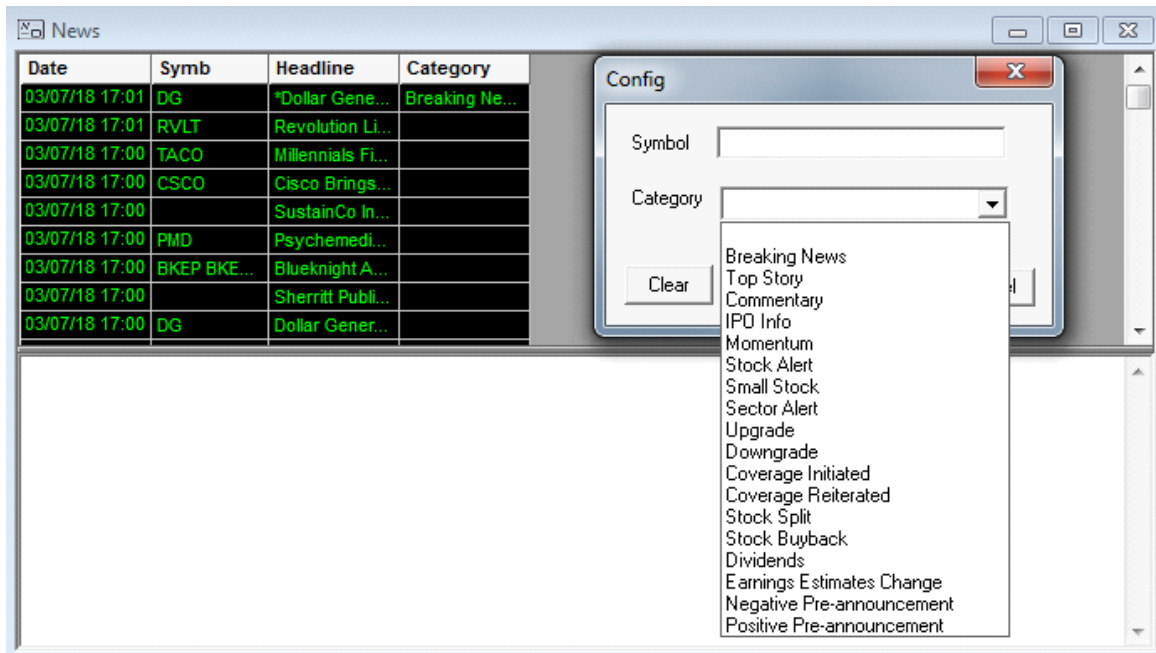 News
Date Symb Headline Category
03/07/18 17:01 DG *Dollar Gene... Breaking Ne...
03/07/18 17:01 RVLT Revolution Li...
03/07/18 17:00 TACO Millennials Fi...
03/07/18 17:00 CSCO Cisco Brings...
03/07/18 17:00 SustainCo In...
03/07/18 17:00 PMD Psychemedi...
03/07/18 17:00 BKEP BKE... Blueknight A...
03/07/18 17:00 Sherritt Publi...
03/07/18 17:00 DG Dollar Gener...
Config
Symbol
Category
Clear
Breaking News
Top Story
Commentary
IPO Info
Momentum
Stock Alert
Small Stock
Sector Alert
Upgrade
Downgrade
Coverage Initiated
Coverage Reiterated
Stock Split
Stock Buyback
Dividends
Earnings Estimates Change
Negative Pre-announcement
Positive Pre-announcement